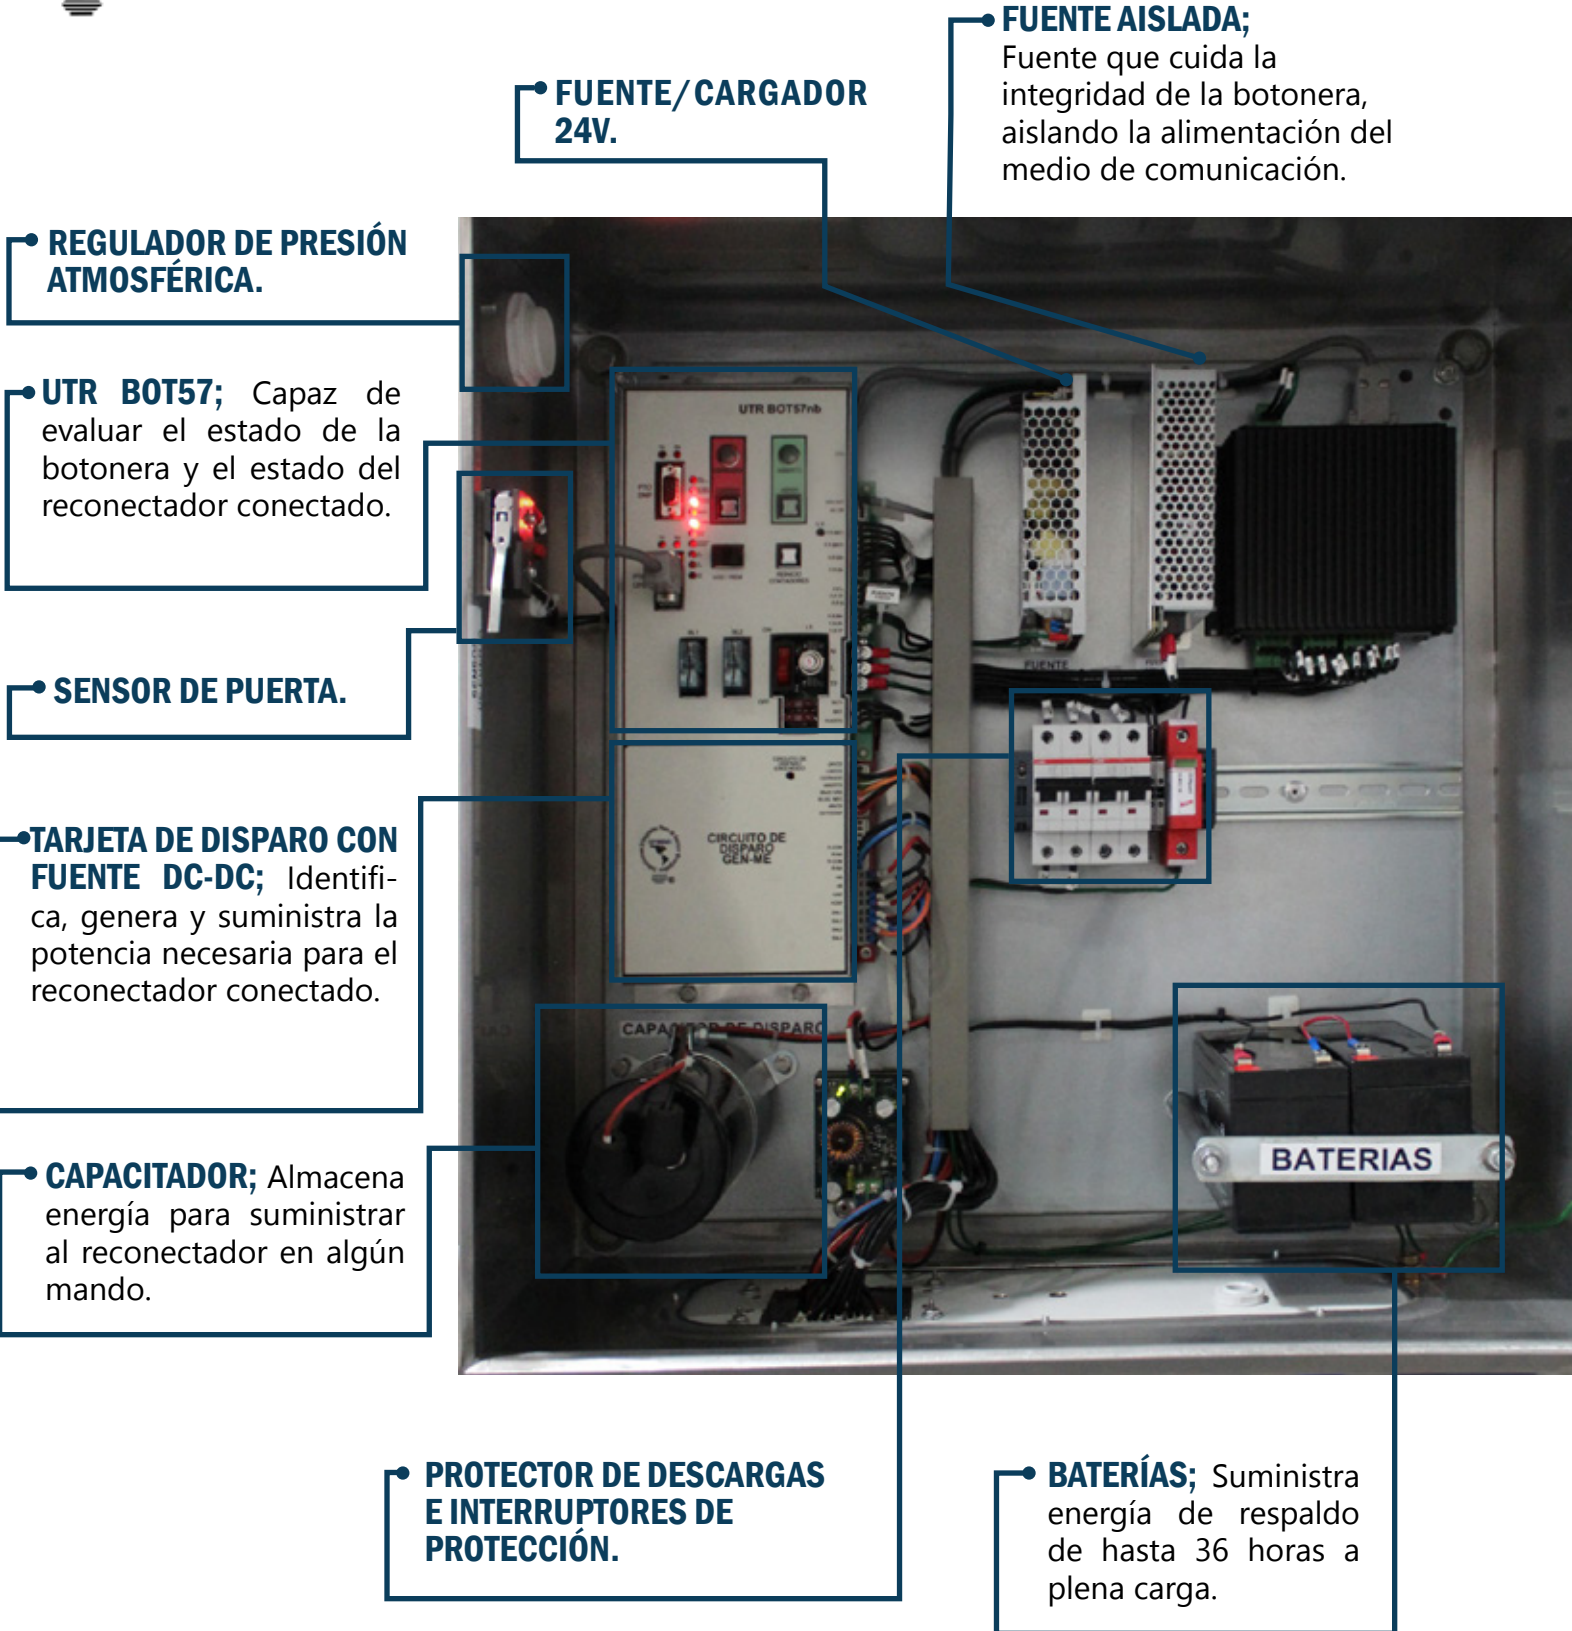 FUENTE AISLADA;
Fuente que cuida la
integridad de la botonera,
aislando la alimentación del
medio de comunicación.
FUENTE/CARGADOR
24V.
REGULADOR DE PRESIÓN
ATMOSFÉRICA.
UTR BOT57; Capaz de
evaluar el estado de la
botonera y el estado del
reconectador conectado.
SENSOR DE PUERTA.
TARJETA DE DISPARO CON
FUENTE DC-DC; Identifi-
ca, genera y suministra la
potencia necesaria para el
reconectador conectado.
CAPACITADOR; Almacena
energía para suministrar
al reconectador en algún
mando.
UTR BOT57nb
FUENTE
CIRCUITO DE
DISPARO
GEN-ME
CAPACITOR DE DISPARO
BATERIAS
PROTECTOR DE DESCARGAS
E INTERRUPTORES DE
PROTECCIÓN.
BATERÍAS; Suministra
energía de respaldo
de hasta 36 horas a
plena carga.